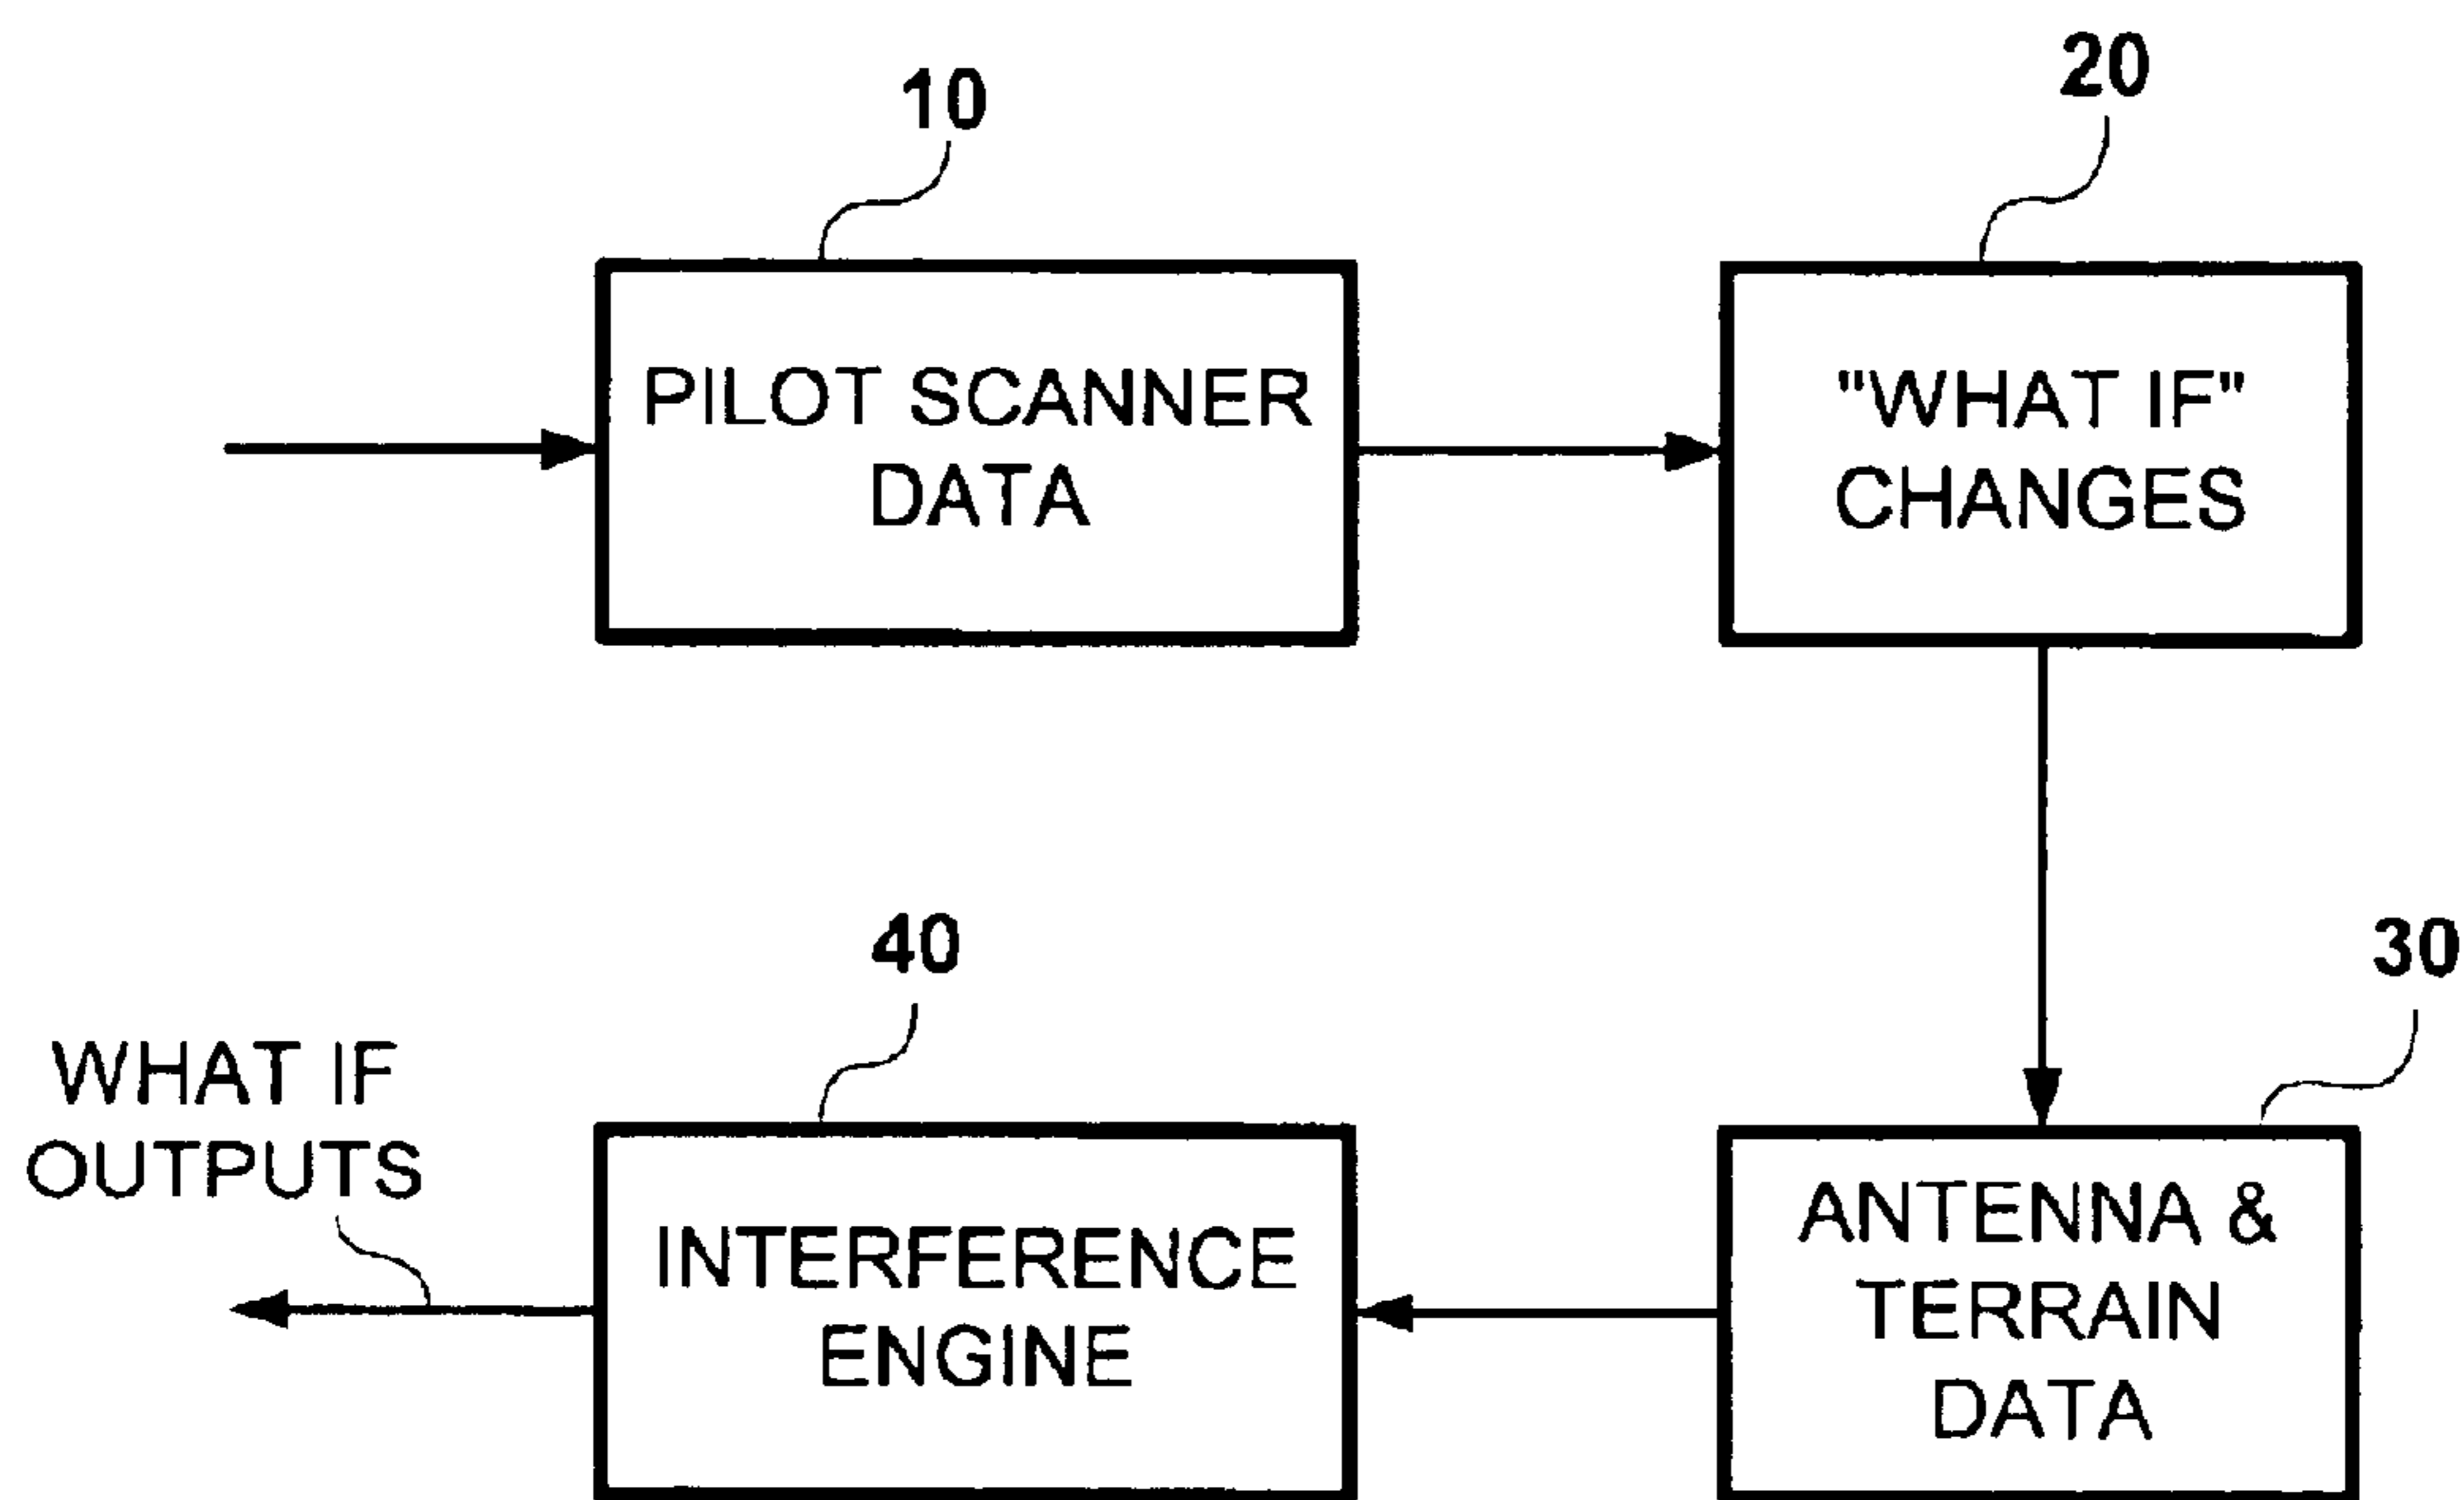 10
20
PILOT SCANNER
DATA
"WHAT IF"
CHANGES
40
30
WHAT IF
OUTPUTS
INTERFERENCE
ENGINE
ANTENNA &
TERRAIN
DATA